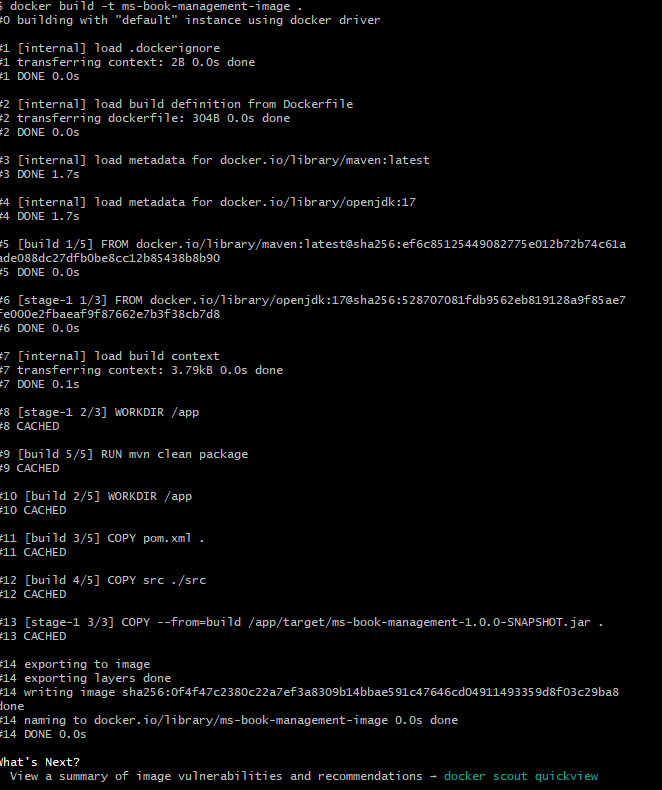 $ docker build -t ms-book-management-image .
#0 building with "default" instance using docker driver
#1 [internal] load .dockerignore
#1 transferring context: 2B 0.0s done
#1 DONE 0.0s
#2 [internal] load build definition from Dockerfile
#2 transferring dockerfile: 304B 0.0s done
#2 DONE 0.0s
#3 [internal] load metadata for docker.io/library/maven:latest
#3 DONE 1.7s
#4 [internal] load metadata for docker.io/library/openjdk:17
#4 DONE 1.7s
#5 [build 1/5] FROM docker.io/library/maven:latest@sha256:ef6c85125449082775e012b72b74c61a
ade088dc27dfb0be8cc12b85438b8b90
#5 DONE 0.0s
#6 [stage-1 1/3] FROM docker.io/library/openjdk:17@sha256:528707081fdb9562eb819128a9f85ae7
fe000e2fbaeaf9f87662e7b3f38cb7d8
#6 DONE 0.0s
#7 [internal] load build context
#7 transferring context: 3.79kB 0.0s done
#7 DONE 0.1s
#8 [stage-1 2/3] WORKDIR /app
#8 CACHED
#9 [build 5/5] RUN mvn clean package
#9 CACHED
#10 [build 2/5] WORKDIR /app
#10 CACHED
#11 [build 3/5] COPY pom.xml .
#11 CACHED
#12 [build 4/5] COPY src ./src
#12 CACHED
#13 [stage-1 3/3] COPY --from=build /app/target/ms-book-management-1.0.0-SNAPSHOT.jar .
#13 CACHED
#14 exporting to image
#14 exporting layers done
#14 writing image sha256:0f4f47c2380c22a7ef3a8309b14bbae591c47646cd04911493359d8f03c29ba8
done
#14 naming to docker.io/library/ms-book-management-image 0.0s done
#14 DONE 0.0s
What's Next?
View a summary of image vulnerabilities and recommendations → docker scout quickview